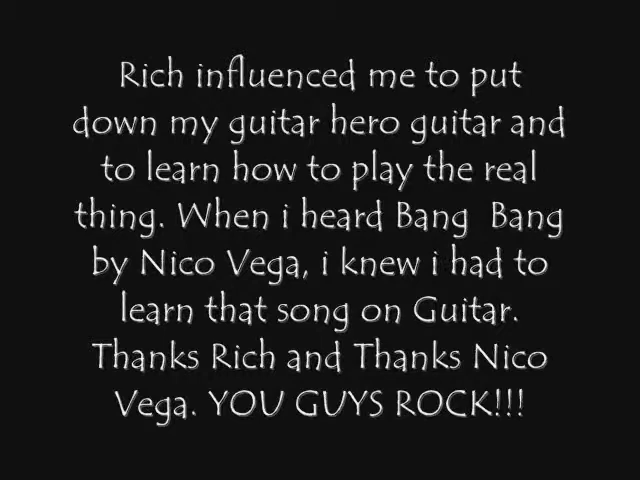 Rich influenced me to put
down my guitar hero guitar and
to learn how to play the real
thing. When i heard Bang  Bang
by Nico Vega, i knew i had to
learn that song on Guitar.
Thanks Rich and Thanks Nico
Vega. YOU GUYS ROCK!!!